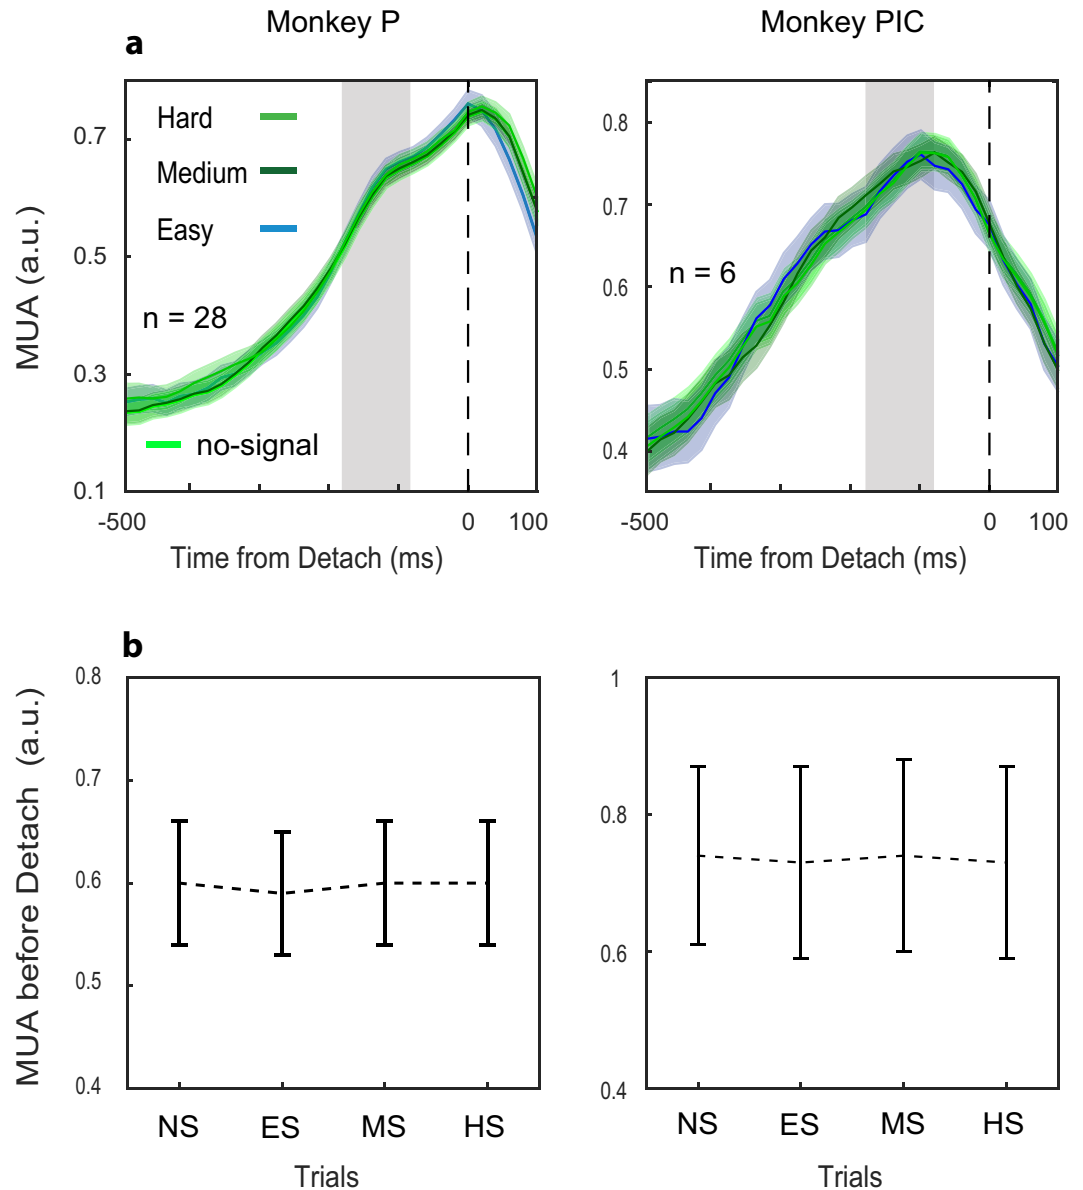 Monkey P
Monkey PIC
a
MUA (a.u.)
0.7
0.5
0.3
0.1
Hard
Medium
Easy
n = 28
no-signal
-500
0
100
Time from Detach (ms)
0.8
0.7
0.6
0.5
0.4
n = 6
-500
0
100
Time from Detach (ms)
b
MUA before Detach (a.u.)
0.8
0.7
0.6
0.5
0.4
NS
ES
MS
HS
Trials
1
0.8
0.6
0.4
NS
ES
MS
HS
Trials